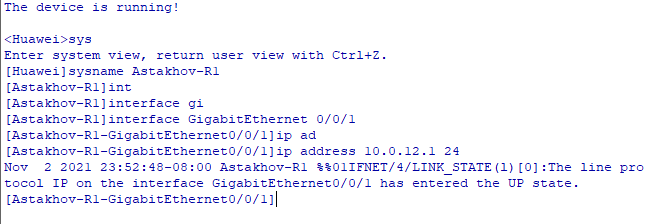 The device is running!
<Huawei>sys
Enter system view, return user view with Ctrl+Z.
[Huawei]sysname Astakhov-R1
[Astakhov-R1]int
[Astakhov-R1]interface gi
[Astakhov-R1]interface GigabitEthernet 0/0/1
[Astakhov-R1-GigabitEthernet0/0/1]ip ad
[Astakhov-R1-GigabitEthernet0/0/1]ip address 10.0.12.1 24
Nov  2 2021 23:52:48-08:00 Astakhov-R1 %%01IFNET/4/LINK_STATE(l)[0]:The line pro
tocol IP on the interface GigabitEthernet0/0/1 has entered the UP state.
[Astakhov-R1-GigabitEthernet0/0/1]